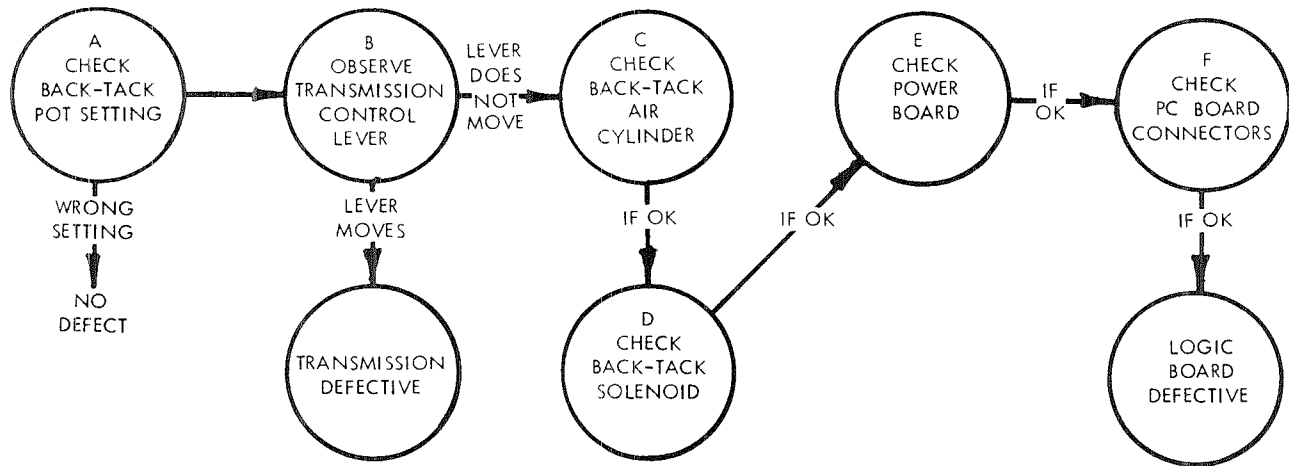 A
CHECK
BACK-TACK
POT SETTING
WRONG
SETTING
NO
DEFECT
B
OBSERVE
TRANSMISSION
CONTROL
LEVER
LEVER
MOVES
TRANSMISSION
DEFECTIVE
LEVER
DOES
NOT
MOVE
C
CHECK
BACK-TACK
AIR
CYLINDER
IF OK
D
CHECK
BACK-TACK
SOLENOID
IF OK
E
CHECK
POWER
BOARD
IF
OK
F
CHECK
PC BOARD
CONNECTORS
IF OK
LOGIC
BOARD
DEFECTIVE